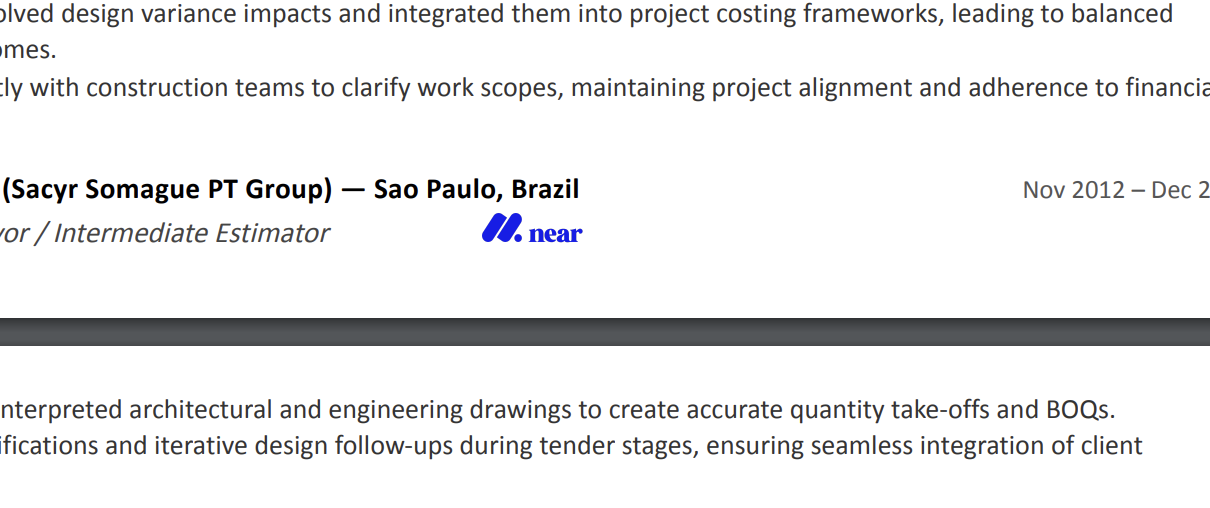 olved design variance impacts and integrated them into project costing frameworks, leading to balanced
omes.
tly with construction teams to clarify work scopes, maintaining project alignment and adherence to financia
(Sacyr Somague PT Group) — Sao Paulo, Brazil Nov 2012 – Dec 2
vor / Intermediate Estimator near
nterpreted architectural and engineering drawings to create accurate quantity take-offs and BOQs.
ifications and iterative design follow-ups during tender stages, ensuring seamless integration of client